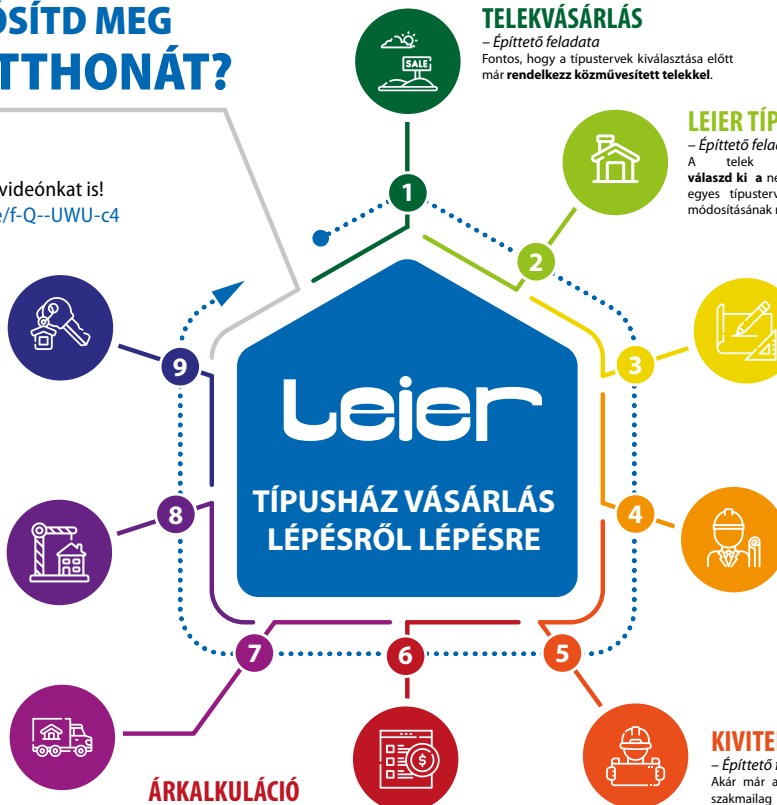 ÓSÍTD MEG
TTHONÁT?
videónkat is!
e/f-Q--UWU-c4
TELEKVÁSÁRLÁS
– Építtető feladata
Fontos, hogy a típustervek kiválasztása előtt
már rendelkezz közművesített telekkel.
SALE
LEIER TÍP
– Építtető felad
A telek
válaszd ki a ne
egyes típusterv
módosításának
1
2
3
4
5
6
7
8
9
Leier
TÍPUSHÁZ VÁSÁRLÁS
LÉPÉSRŐL LÉPÉSRE
ÁRKALKULÁCIÓ
KIVITE
– Építtető f
Akár már a
szakmailag